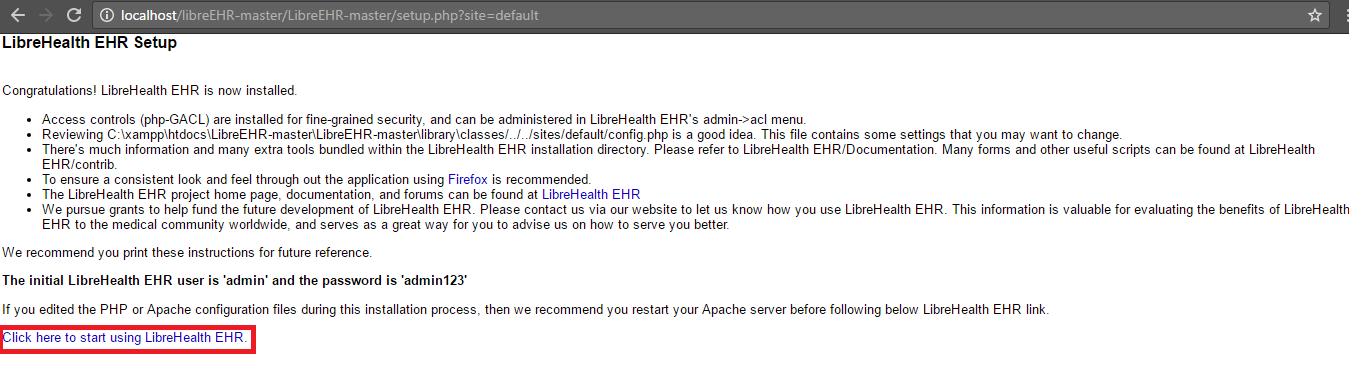 localhost/libreEHR-master/LibreEHR-master/setup.php?site=default
LibreHealth EHR Setup
Congratulations! LibreHealth EHR is now installed.
• Access controls (php-GACL) are installed for fine-grained security, and can be administered in LibreHealth EHR's admin->acl menu.
• Reviewing C:\xampp\htdocs\LibreEHR-master\LibreEHR-master\library\classes/../../sites/default/config.php is a good idea. This file contains some settings that you may want to change.
• There's much information and many extra tools bundled within the LibreHealth EHR installation directory. Please refer to LibreHealth EHR/Documentation. Many forms and other useful scripts can be found at LibreHealth
EHR/contrib.
• To ensure a consistent look and feel through out the application using Firefox is recommended.
• The LibreHealth EHR project home page, documentation, and forums can be found at LibreHealth EHR
• We pursue grants to help fund the future development of LibreHealth EHR. Please contact us via our website to let us know how you use LibreHealth EHR. This information is valuable for evaluating the benefits of LibreHealth
EHR to the medical community worldwide, and serves as a great way for you to advise us on how to serve you better.
We recommend you print these instructions for future reference.
The initial LibreHealth EHR user is 'admin' and the password is 'admin123'
If you edited the PHP or Apache configuration files during this installation process, then we recommend you restart your Apache server before following below LibreHealth EHR link.
Click here to start using LibreHealth EHR.